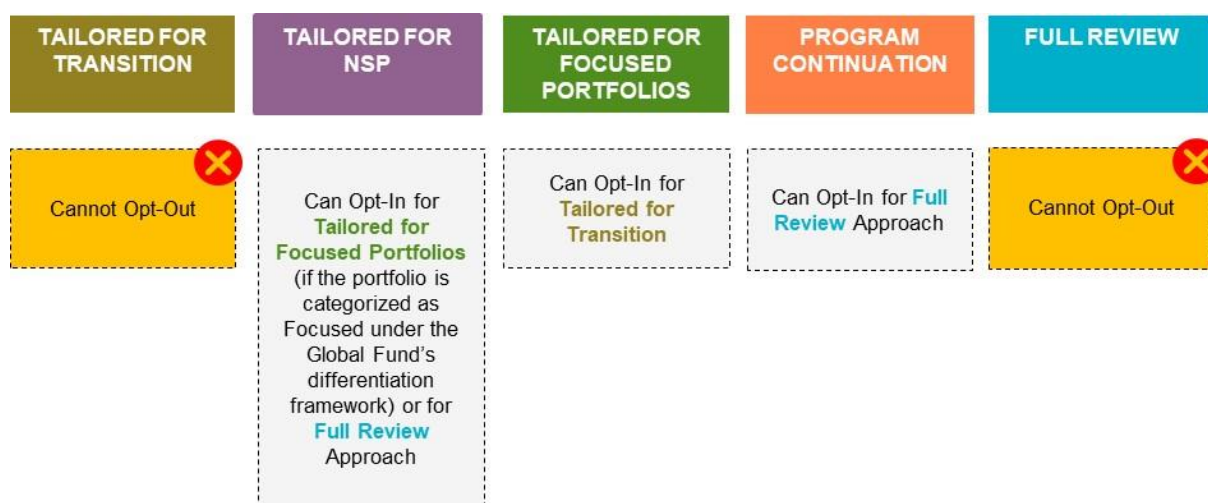 TAILORED FOR
TRANSITION
TAILORED FOR
NSP
TAILORED FOR
FOCUSED
PORTFOLIOS
PROGRAM
CONTINUATION
FULL REVIEW
Cannot Opt-Out
Can Opt-In for
Tailored for
Focused Portfolios
(if the portfolio is
categorized as
Focused under the
Global Fund’s
differentiation
framework) or for
Full Review
Approach
Can Opt-In for
Tailored for
Transition
Can Opt-In for Full
Review Approach
Cannot Opt-Out